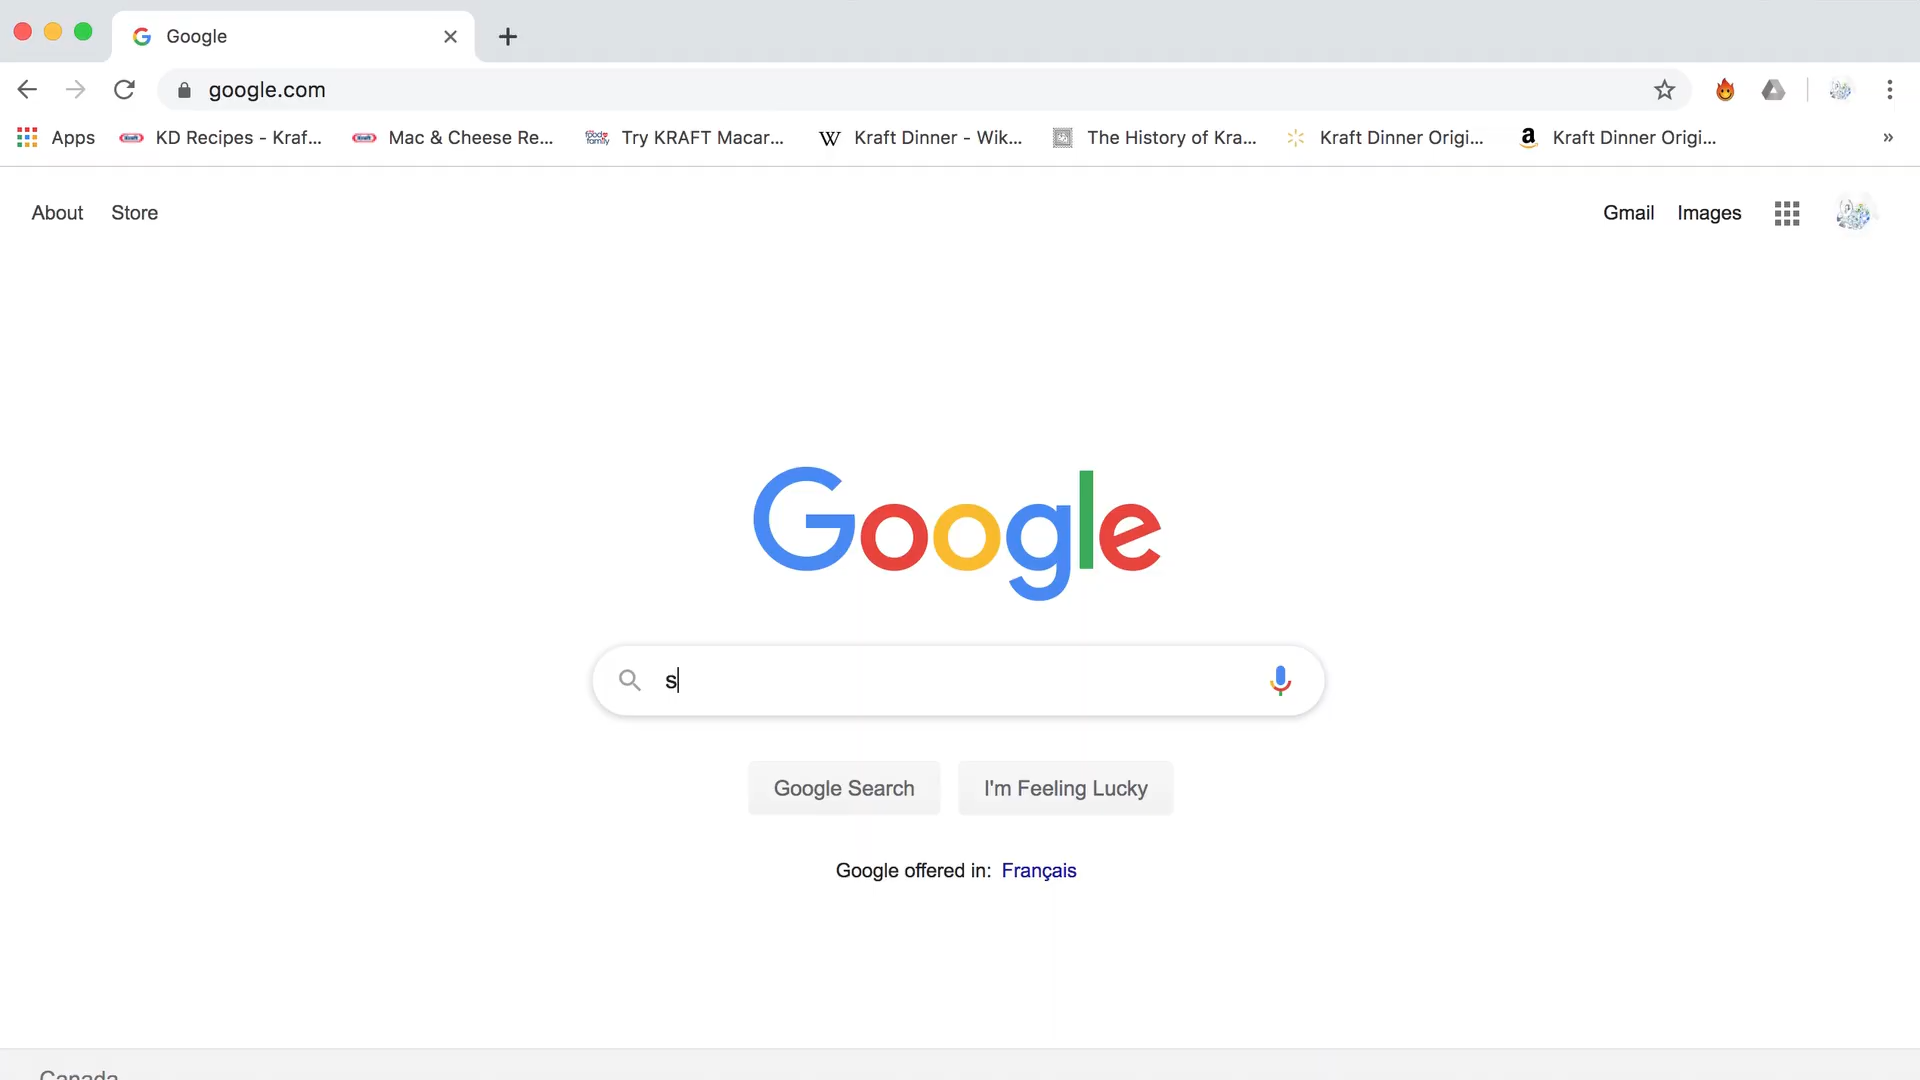 Google
google.com
Apps KD Recipes - Kraf... Mac & Cheese Re... Try KRAFT Macar... Kraft Dinner - Wik... The History of Kra... Kraft Dinner Origi... Kraft Dinner Origi... »
About Store Gmail Images
Google
s
Google Search I'm Feeling Lucky
Google offered in: Français
Canada